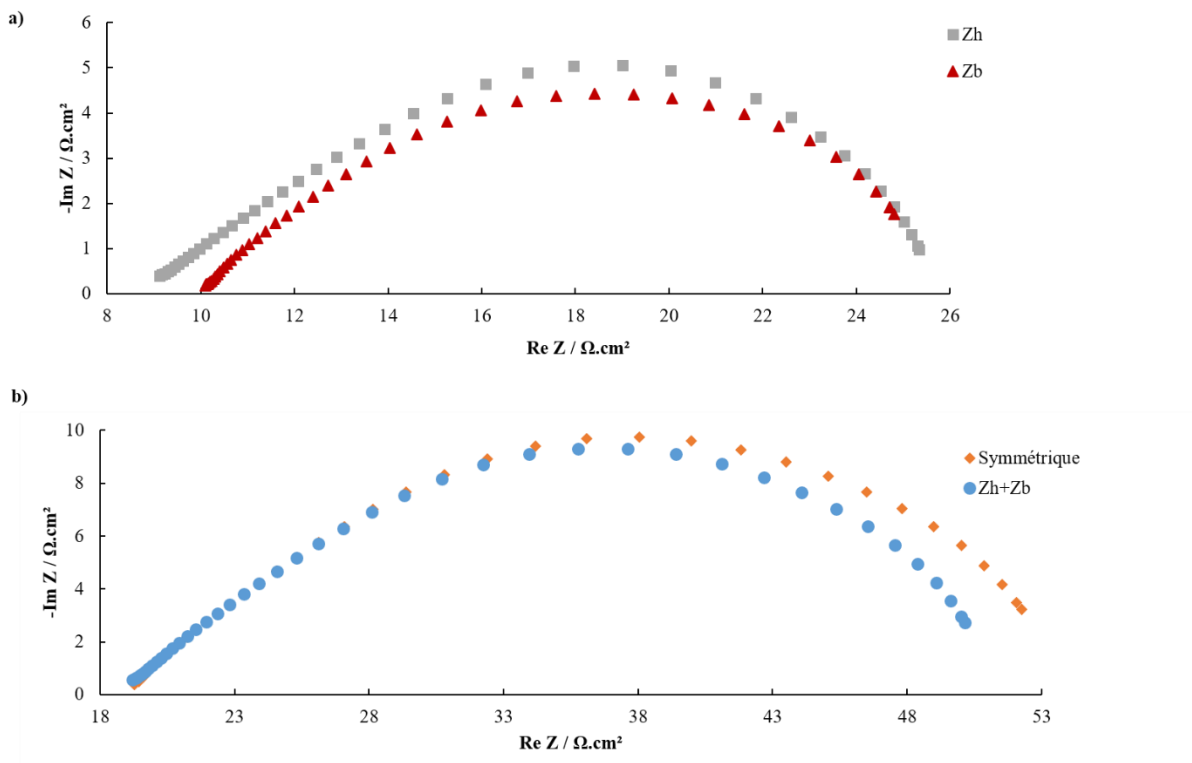 a)
6
5
4
3
2
1
0
-Im Z / Ω.cm²
8 10 12 14 16 18 20 22 24 26
Re Z / Ω.cm²
Zh
Zb
b)
10
8
6
4
2
0
-Im Z / Ω.cm²
18 23 28 33 38 43 48 53
Re Z / Ω.cm²
Symmétrique
Zh+Zb